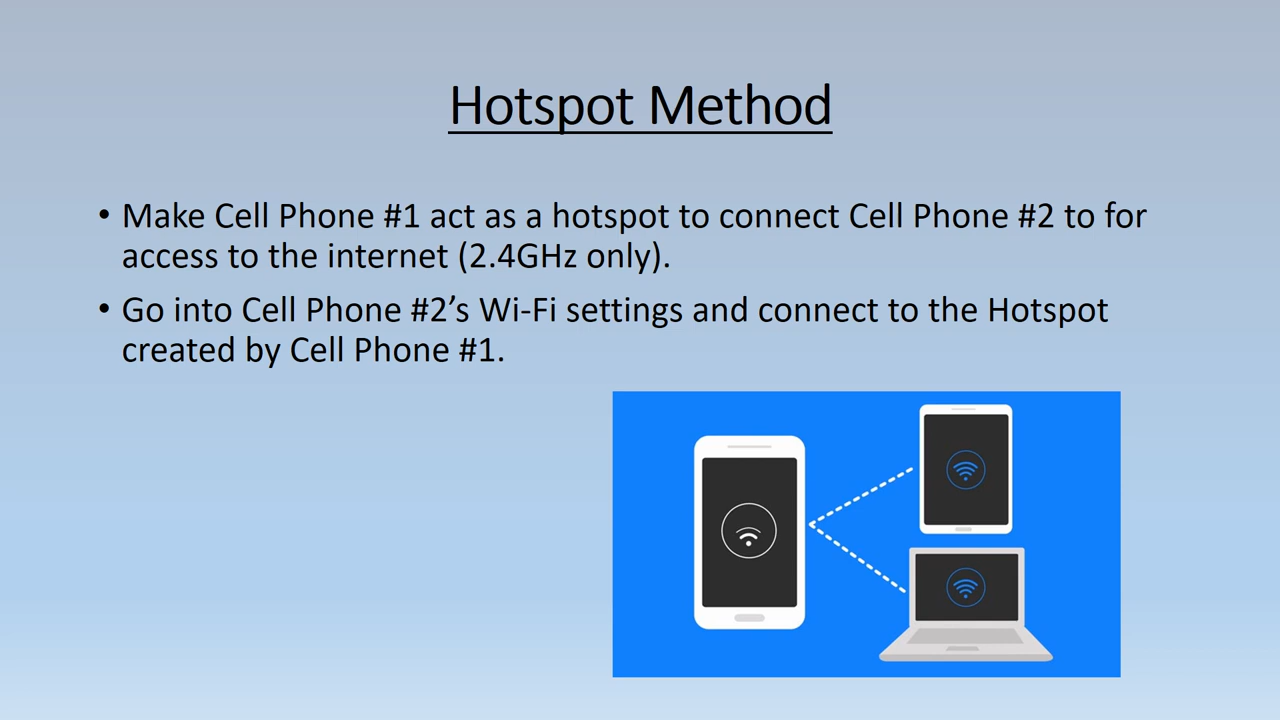 Hotspot Method
• Make Cell Phone #1 act as a hotspot to connect Cell Phone #2 to for
access to the internet (2.4GHz only).
• Go into Cell Phone #2’s Wi-Fi settings and connect to the Hotspot
created by Cell Phone #1.